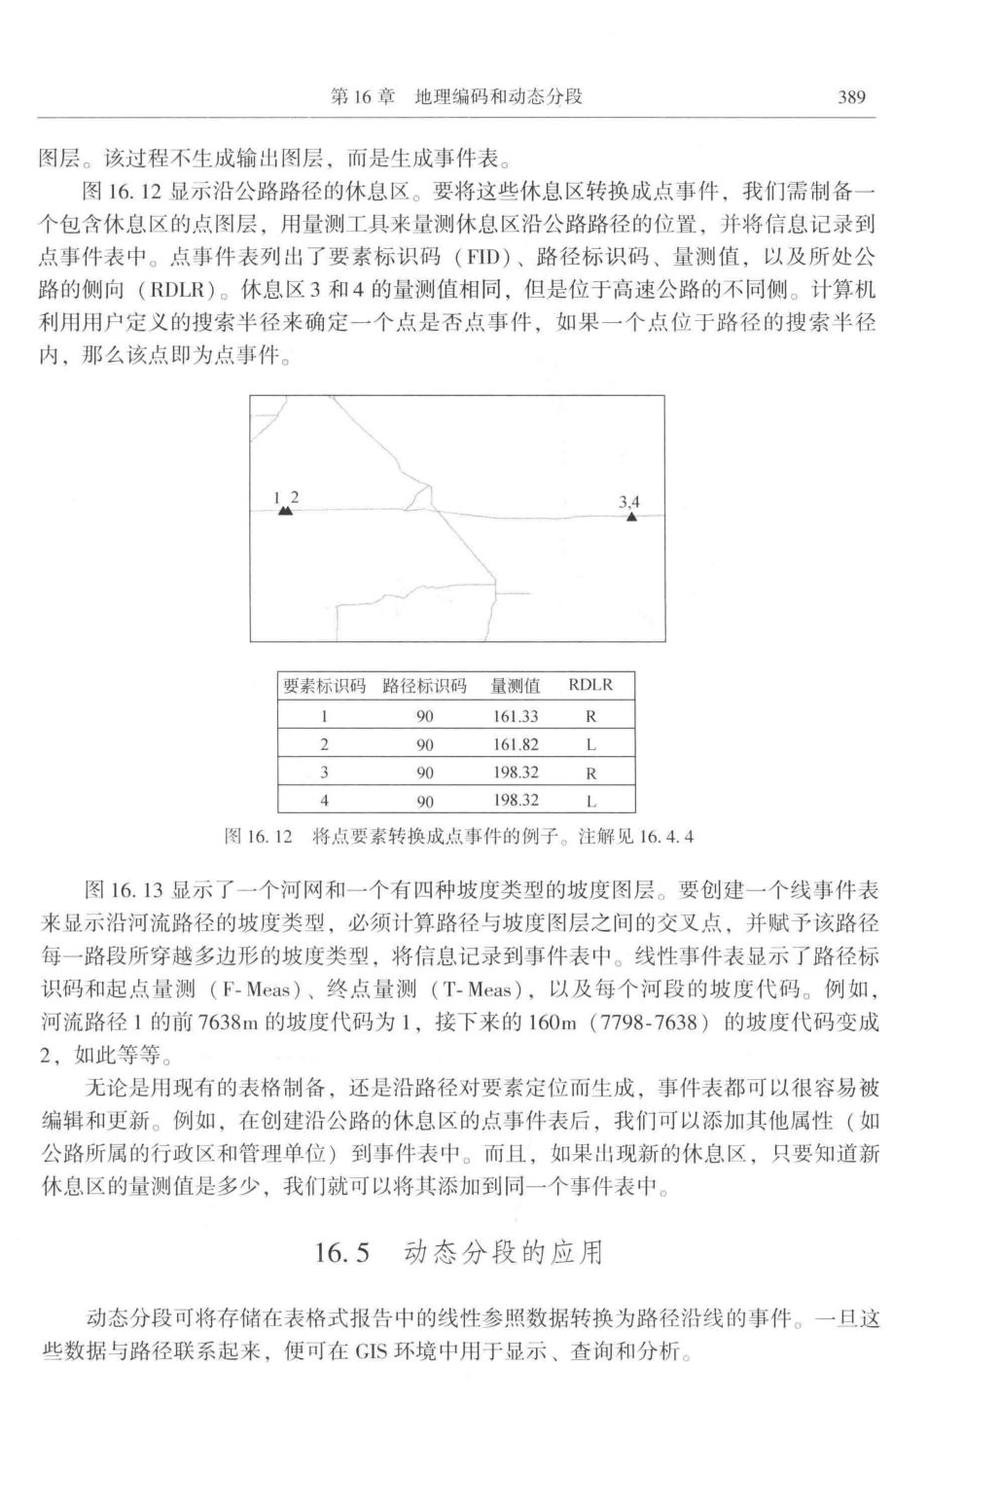 第 16 章 地理编码和动态分段 389
图层。该过程不生成输出图层，而是生成事件表。
图 16. 12 显示沿公路路径的休息区。要将这些休息区转换成点事件，我们需制备一
个包含休息区的点图层，用量测工具来量测休息区沿公路路径的位置，并将信息记录到
点事件表中。点事件表列出了要素标识码（FID）、路径标识码、量测值，以及所处公
路的侧向（RDLR）。休息区 3 和 4 的量测值相同，但是位于高速公路的不同侧。计算机
利用用户定义的搜索半径来确定一个点是否点事件，如果一个点位于路径的搜索半径
内，那么该点即为点事件。
1 2
3,4
要素标识码 路径标识码 量测值 RDLR
1 90 161.33 R
2 90 161.82 L
3 90 198.32 R
4 90 198.32 L
图 16. 12 将点要素转换成点事件的例子。注解见 16. 4. 4
图 16. 13 显示了一个河网和一个有四种坡度类型的坡度图层。要创建一个线事件表
来显示沿河流路径的坡度类型，必须计算路径与坡度图层之间的交叉点，并赋予该路径
每一路段所穿越多边形的坡度类型，将信息记录到事件表中。线性事件表显示了路径标
识码和起点量测（F- Meas）、终点量测（T- Meas），以及每个河段的坡度代码。例如，
河流路径 1 的前 7638m 的坡度代码为 1，接下来的 160m（7798-7638）的坡度代码变成
2，如此等等。
无论是用现有的表格制备，还是沿路径对要素定位而生成，事件表都可以很容易被
编辑和更新。例如，在创建沿公路的休息区的点事件表后，我们可以添加其他属性（如
公路所属的行政区和管理单位）到事件表中。而且，如果出现新的休息区，只要知道新
休息区的量测值是多少，我们就可以将其添加到同一个事件表中。
16. 5 动态分段的应用
动态分段可将存储在表格式报告中的线性参照数据转换为路径沿线的事件。一旦这
些数据与路径联系起来，便可在 GIS 环境中用于显示、查询和分析。